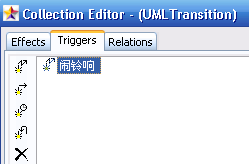 Collection Editor - (UMLTransition)
Effects Triggers Relations
闹铃响